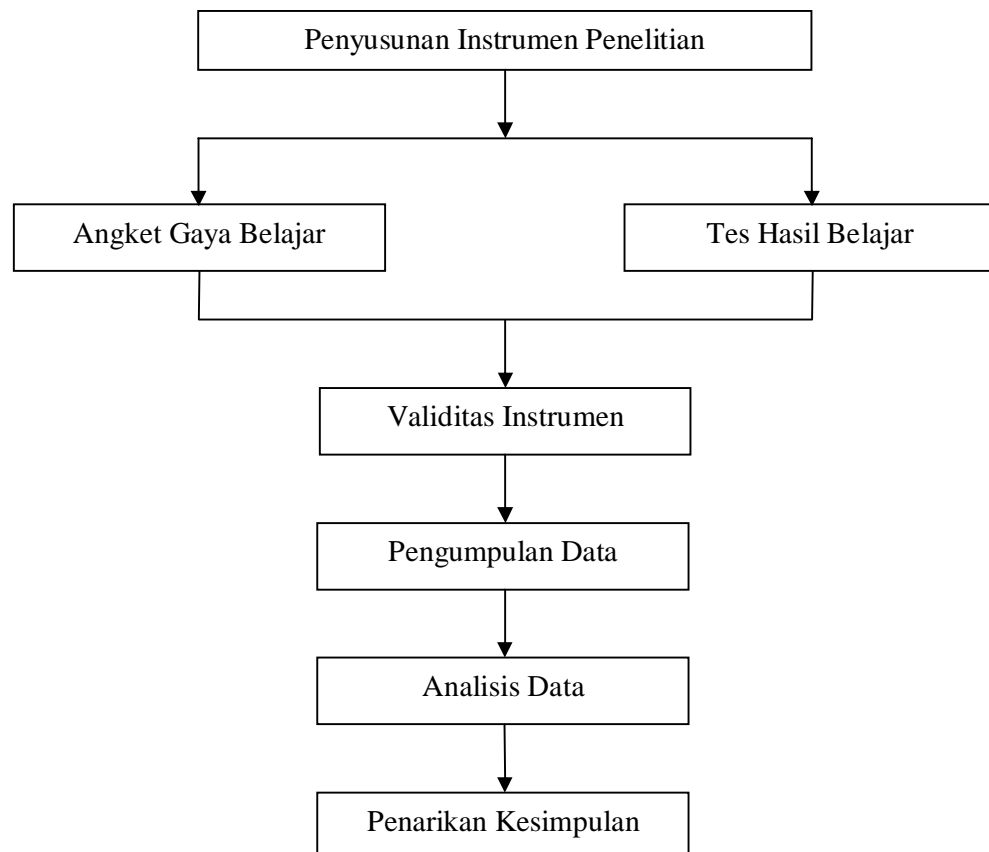 Penyusunan Instrumen Penelitian
Angket Gaya Belajar
Tes Hasil Belajar
Validitas Instrumen
Pengumpulan Data
Analisis Data
Penarikan Kesimpulan